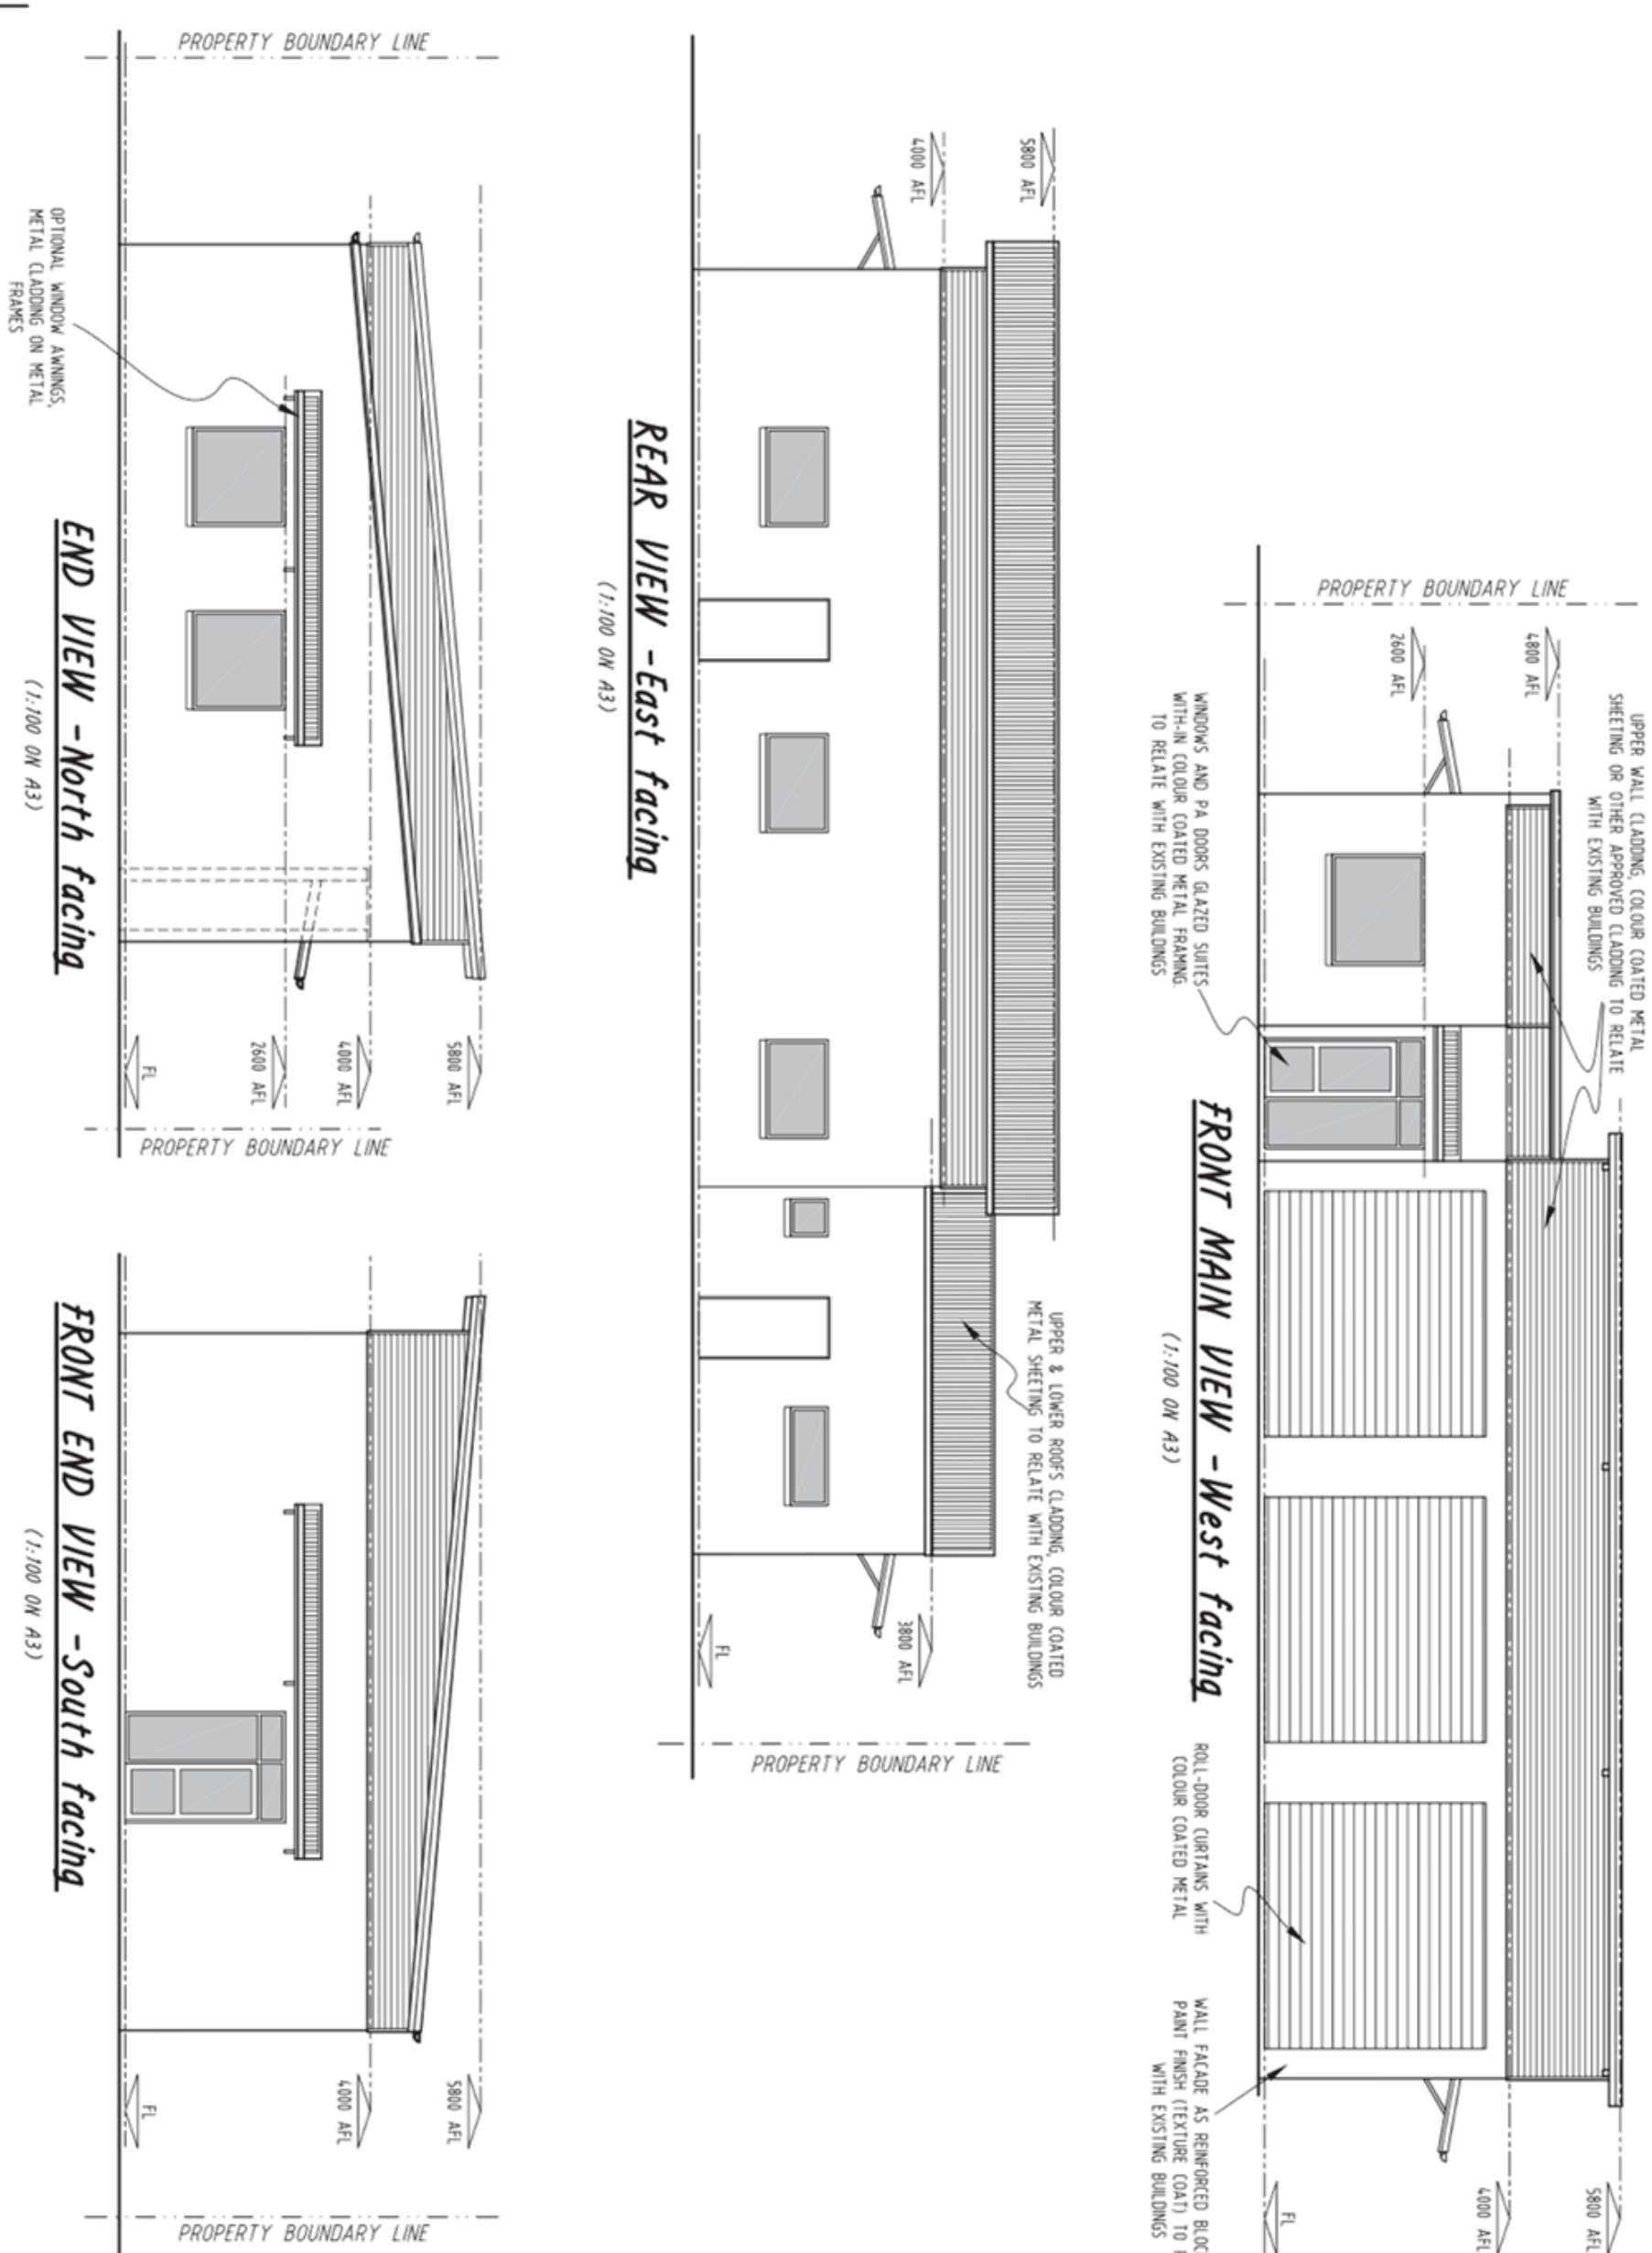 UPPER WALL CLADDING, COLOUR COATED METAL
SHEETING OR OTHER APPROVED CLADDING TO RELATE
WITH EXISTING BUILDINGS
PROPERTY BOUNDARY LINE
4800 AFL
2600 AFL
5800 AFL
4000 AFL
FL
WINDOWS AND PA DOORS GLAZED SUITES
WITH-IN COLOUR COATED METAL FRAMING.
TO RELATE WITH EXISTING BUILDINGS
FRONT MAIN VIEW - West facing
(1:100 ON A3)
ROLL-DOOR CURTAINS WITH
COLOUR COATED METAL
WALL FACADE AS REINFORCED
PAINT FINISH (TEXTURE COAT) TO
WITH EXISTING BUILDINGS
5800 AFL
4000 AFL
UPPER & LOWER ROOFS CLADDING, COLOUR COATED
METAL SHEETING TO RELATE WITH EXISTING BUILDINGS
3800 AFL
FL
PROPERTY BOUNDARY LINE
REAR VIEW - East facing
(1:100 ON A3)
PROPERTY BOUNDARY LINE
5800 AFL
4000 AFL
2600 AFL
FL
PROPERTY BOUNDARY LINE
OPTIONAL WINDOW AWNINGS,
METAL CLADDING ON METAL
FRAMES
END VIEW - North facing
(1:100 ON A3)
5800 AFL
4000 AFL
FL
PROPERTY BOUNDARY LINE
FRONT END VIEW - South facing
(1:100 ON A3)